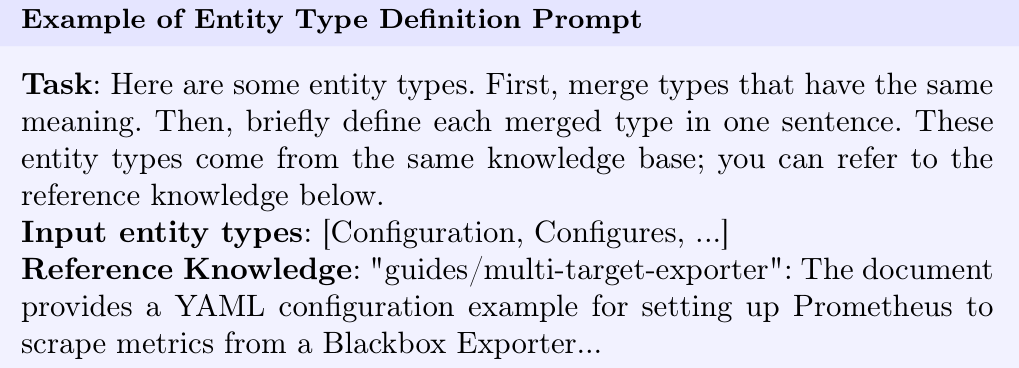 Example of Entity Type Definition Prompt
Task: Here are some entity types. First, merge types that have the same
meaning. Then, briefly define each merged type in one sentence. These
entity types come from the same knowledge base; you can refer to the
reference knowledge below.
Input entity types: [Configuration, Configures, ...]
Reference Knowledge: "guides/multi-target-exporter": The document
provides a YAML configuration example for setting up Prometheus to
scrape metrics from a Blackbox Exporter...